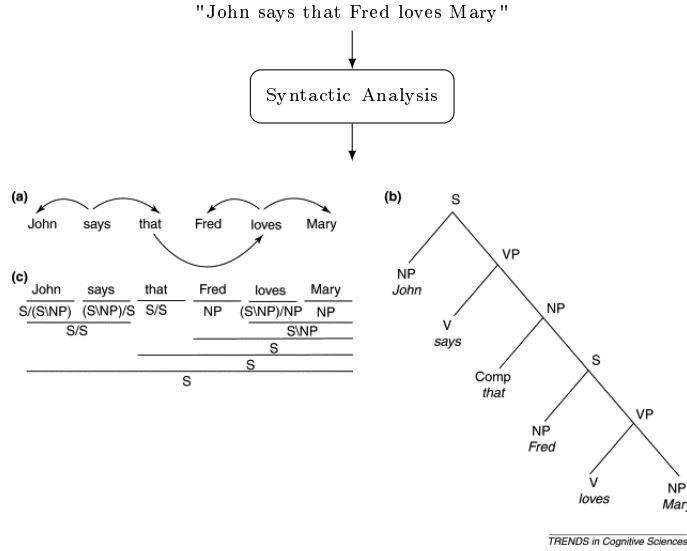 "John says that Fred loves Mary"
Syntactic Analysis
(a)
John says that Fred loves Mary
(c)
John says that Fred loves Mary
S/(S\NP) (S\NP)/S S/S NP (S\NP)/NP NP
S/S S\NP
S
S
S
(b)
S
NP VP
John
V NP
says
Comp S
that
NP VP
Fred
V NP
loves Mary
TRENDS in Cognitive Sciences